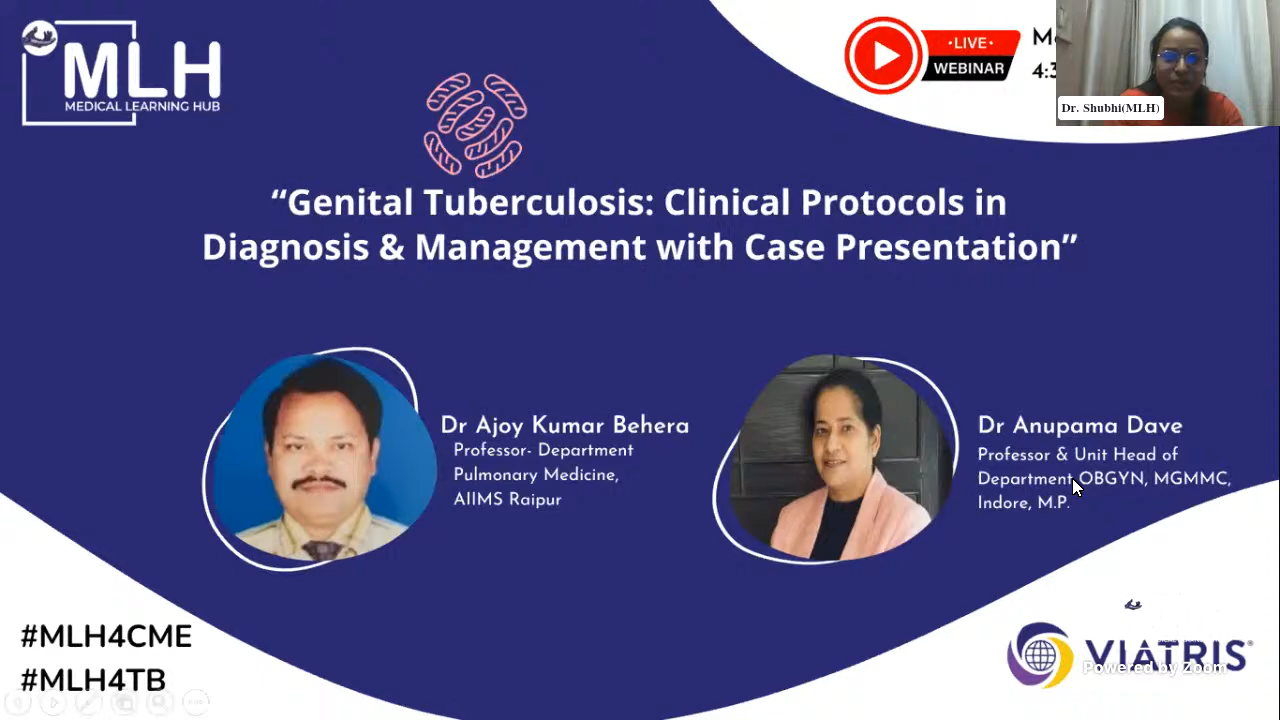 MLH
MEDICAL LEARNING HUB
•LIVE•
WEBINAR
4:3
Dr. Shubhi(MLH)
“Genital Tuberculosis: Clinical Protocols in
Diagnosis & Management with Case Presentation”
Dr Ajoy Kumar Behera
Professor- Department
Pulmonary Medicine,
AIIMS Raipur
Dr Anupama Dave
Professor & Unit Head of
Department OBGYN, MGMMC,
Indore, M.P.
#MLH4CME
#MLH4TB
VIATRIS®
Powered by Zoom